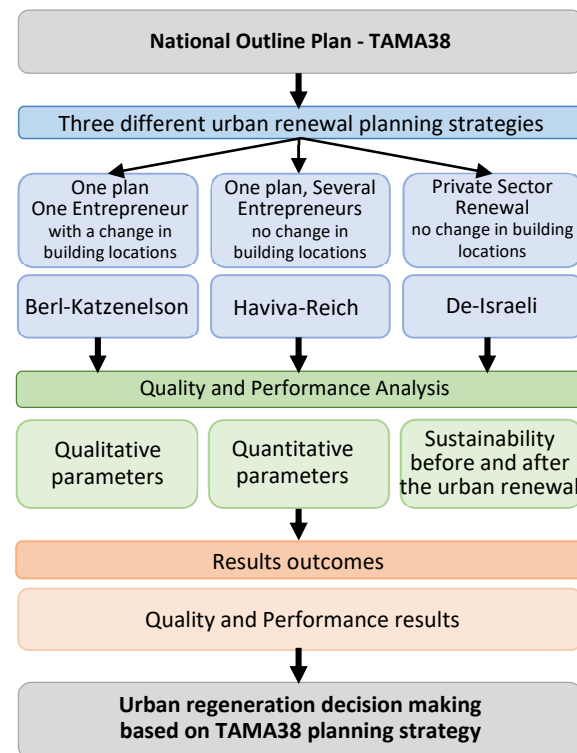 National Outline Plan - TAMA38
Three different urban renewal planning strategies
One plan
One Entrepreneur
with a change in
building locations
One plan, Several
Entrepreneurs
no change in
building locations
Private Sector
Renewal
no change in building
locations
Berl-Katzenelson
Haviva-Reich
De-Israeli
Quality and Performance Analysis
Qualitative
parameters
Quantitative
parameters
Sustainability
before and after
the urban renewal
Results outcomes
Quality and Performance results
Urban regeneration decision making
based on TAMA38 planning strategy